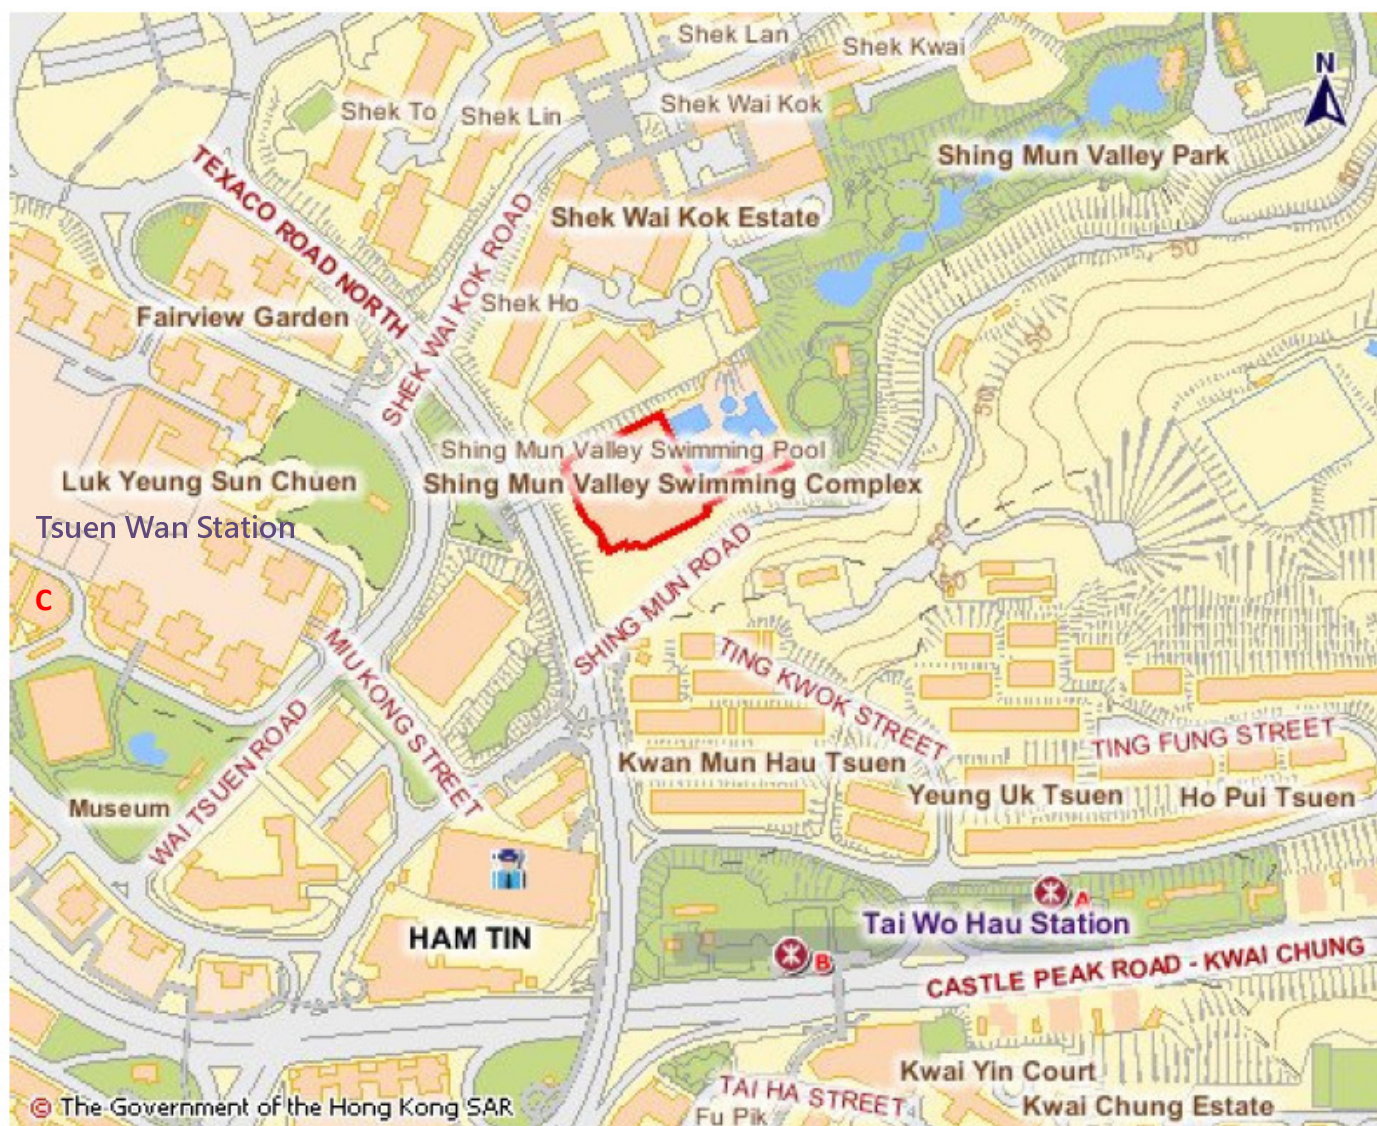 Shek Lan
Shek Kwai
N
Shek To
Shek Lin
Shek Wai Kok
Shing Mun Valley Park
50
TEXACO ROAD NORTH
SHEK WAI KOK ROAD
Shek Wai Kok Estate
50
Shek Ho
Fairview Garden
50
50
Shing Mun Valley Swimming Pool
Luk Yeung Sun Chuen
Shing Mun Valley Swimming Complex
Tsuen Wan Station
50
50
C
SHING MUN ROAD
MIU KONG STREET
TING KWOK STREET
WAI TSUEN ROAD
TING FUNG STREET
Kwan Mun Hau Tsuen
Museum
Yeung Uk Tsuen
Ho Pui Tsuen
A
Tai Wo Hau Station
HAM TIN
B
CASTLE PEAK ROAD - KWAI CHUNG
Kwai Yin Court
TAI HA STREET
Kwai Chung Estate
Fu Pik
© The Government of the Hong Kong SAR